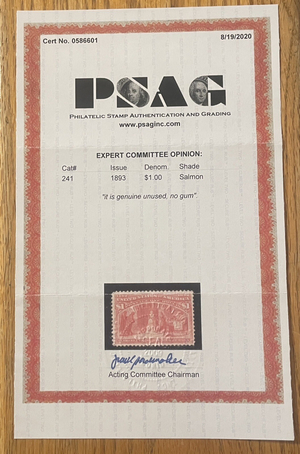 Cert No. 0586601 8/19/2020
PSAG
PHILATELIC STAMP AUTHENTICATION AND GRADING
www.psaginc.com
EXPERT COMMITTEE OPINION:
Cat# Issue Denom. Shade
241 1893 $1.00 Salmon
"it is genuine unused, no gum".
Acting Committee Chairman